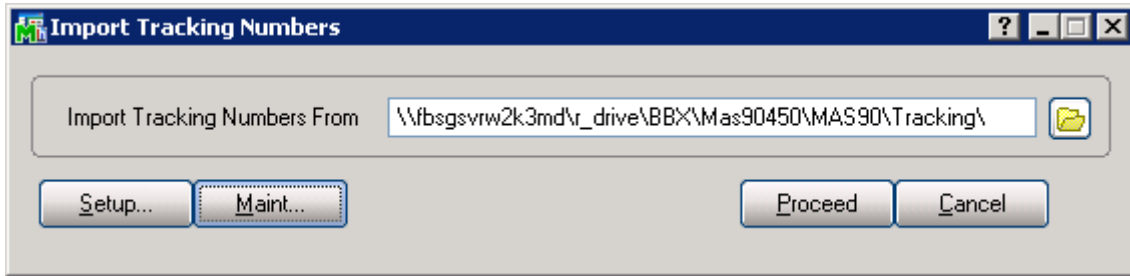 Import Tracking Numbers
Import Tracking Numbers From \\fbsgsvrw2k3md\r_drive\BBX\Mas90450\MAS90\Tracking\
Setup... Maint... Proceed Cancel